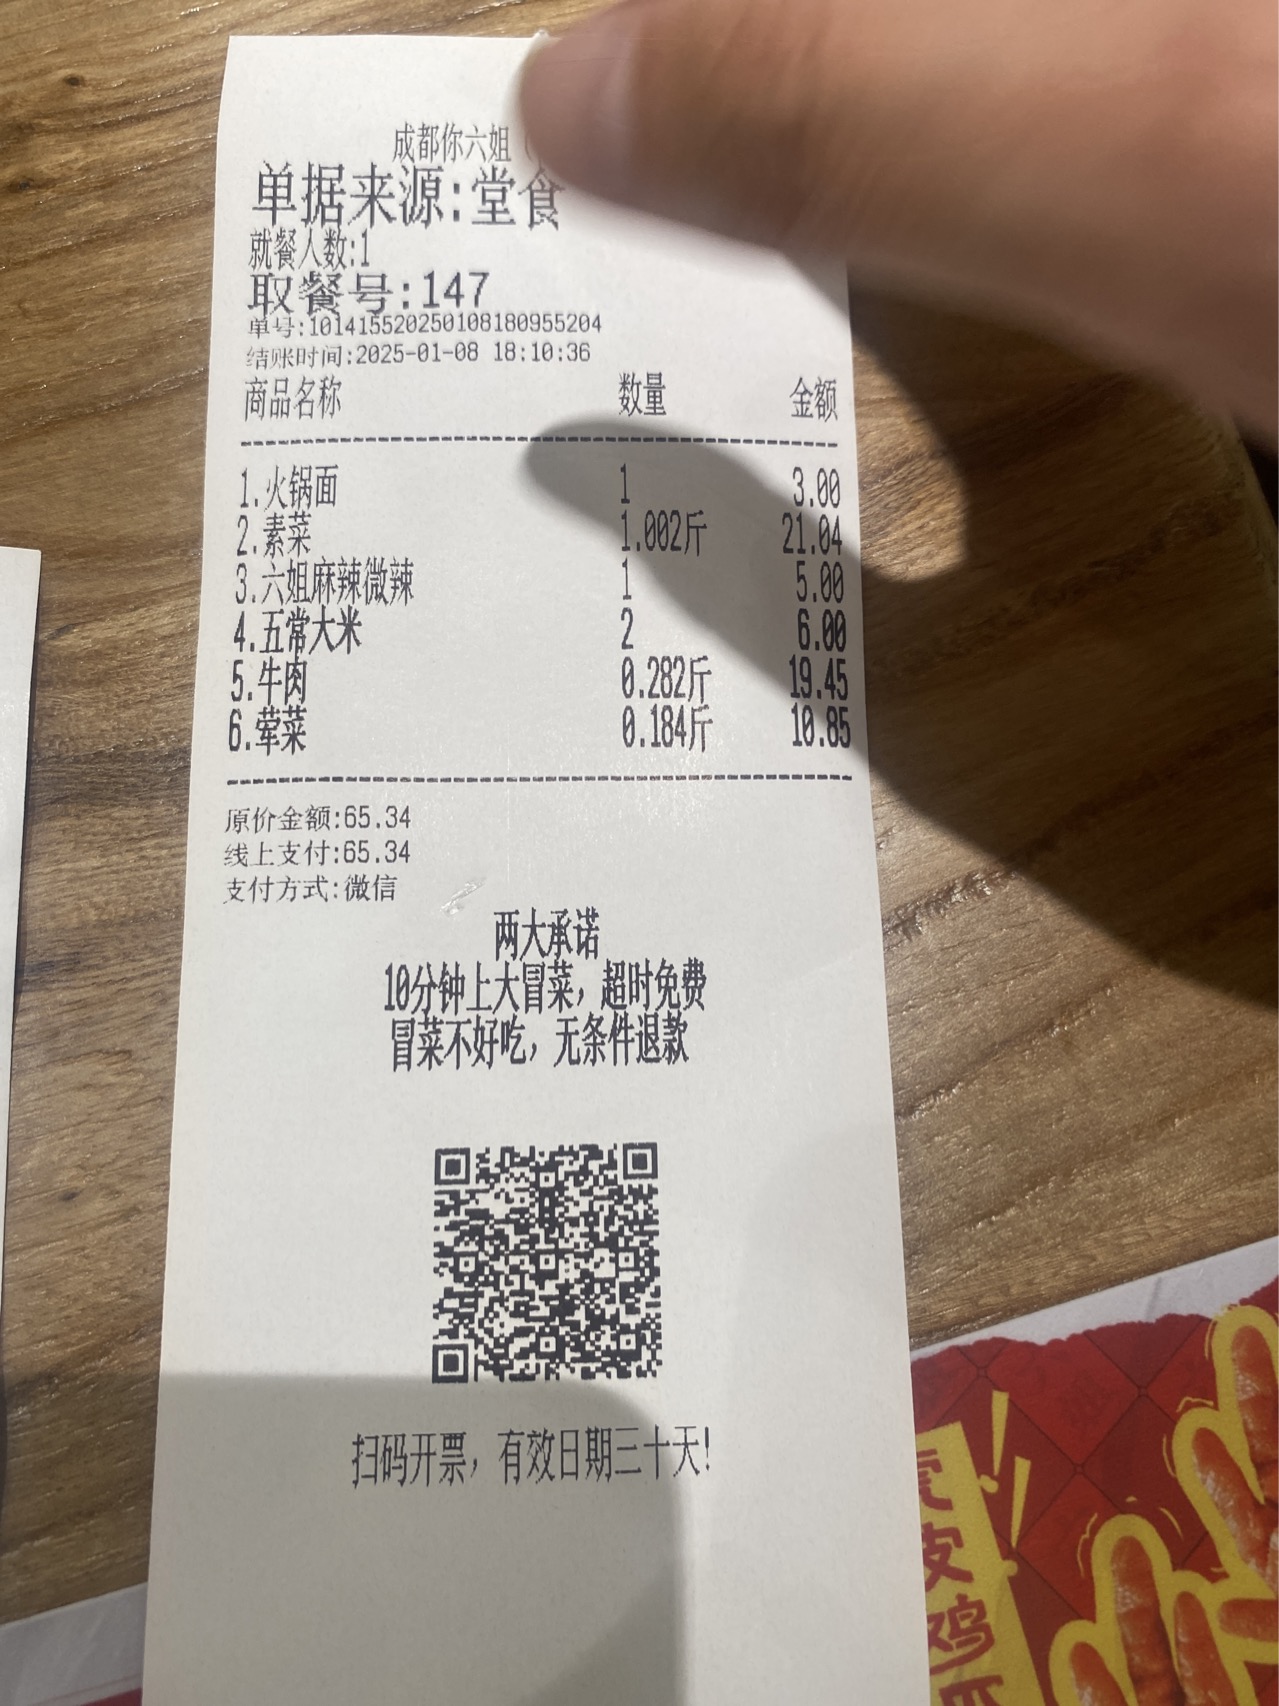 成都你六姐
单据来源:堂食
就餐人数:1
取餐号:147
单号:101415520250108180955204
结账时间:2025-01-08 18:10:36
商品名称 数量 金额
1.火锅面 1 3.00
2.素菜 1.002斤 21.04
3.六姐麻辣微辣 1 5.00
4.五常大米 2 6.00
5.牛肉 0.282斤 19.45
6.荤菜 0.184斤 10.85
原价金额:65.34
线上支付:65.34
支付方式:微信
两大承诺
10分钟上大冒菜，超时免费
冒菜不好吃，无条件退款
扫码开票，有效日期三十天!
虎皮鸡爪